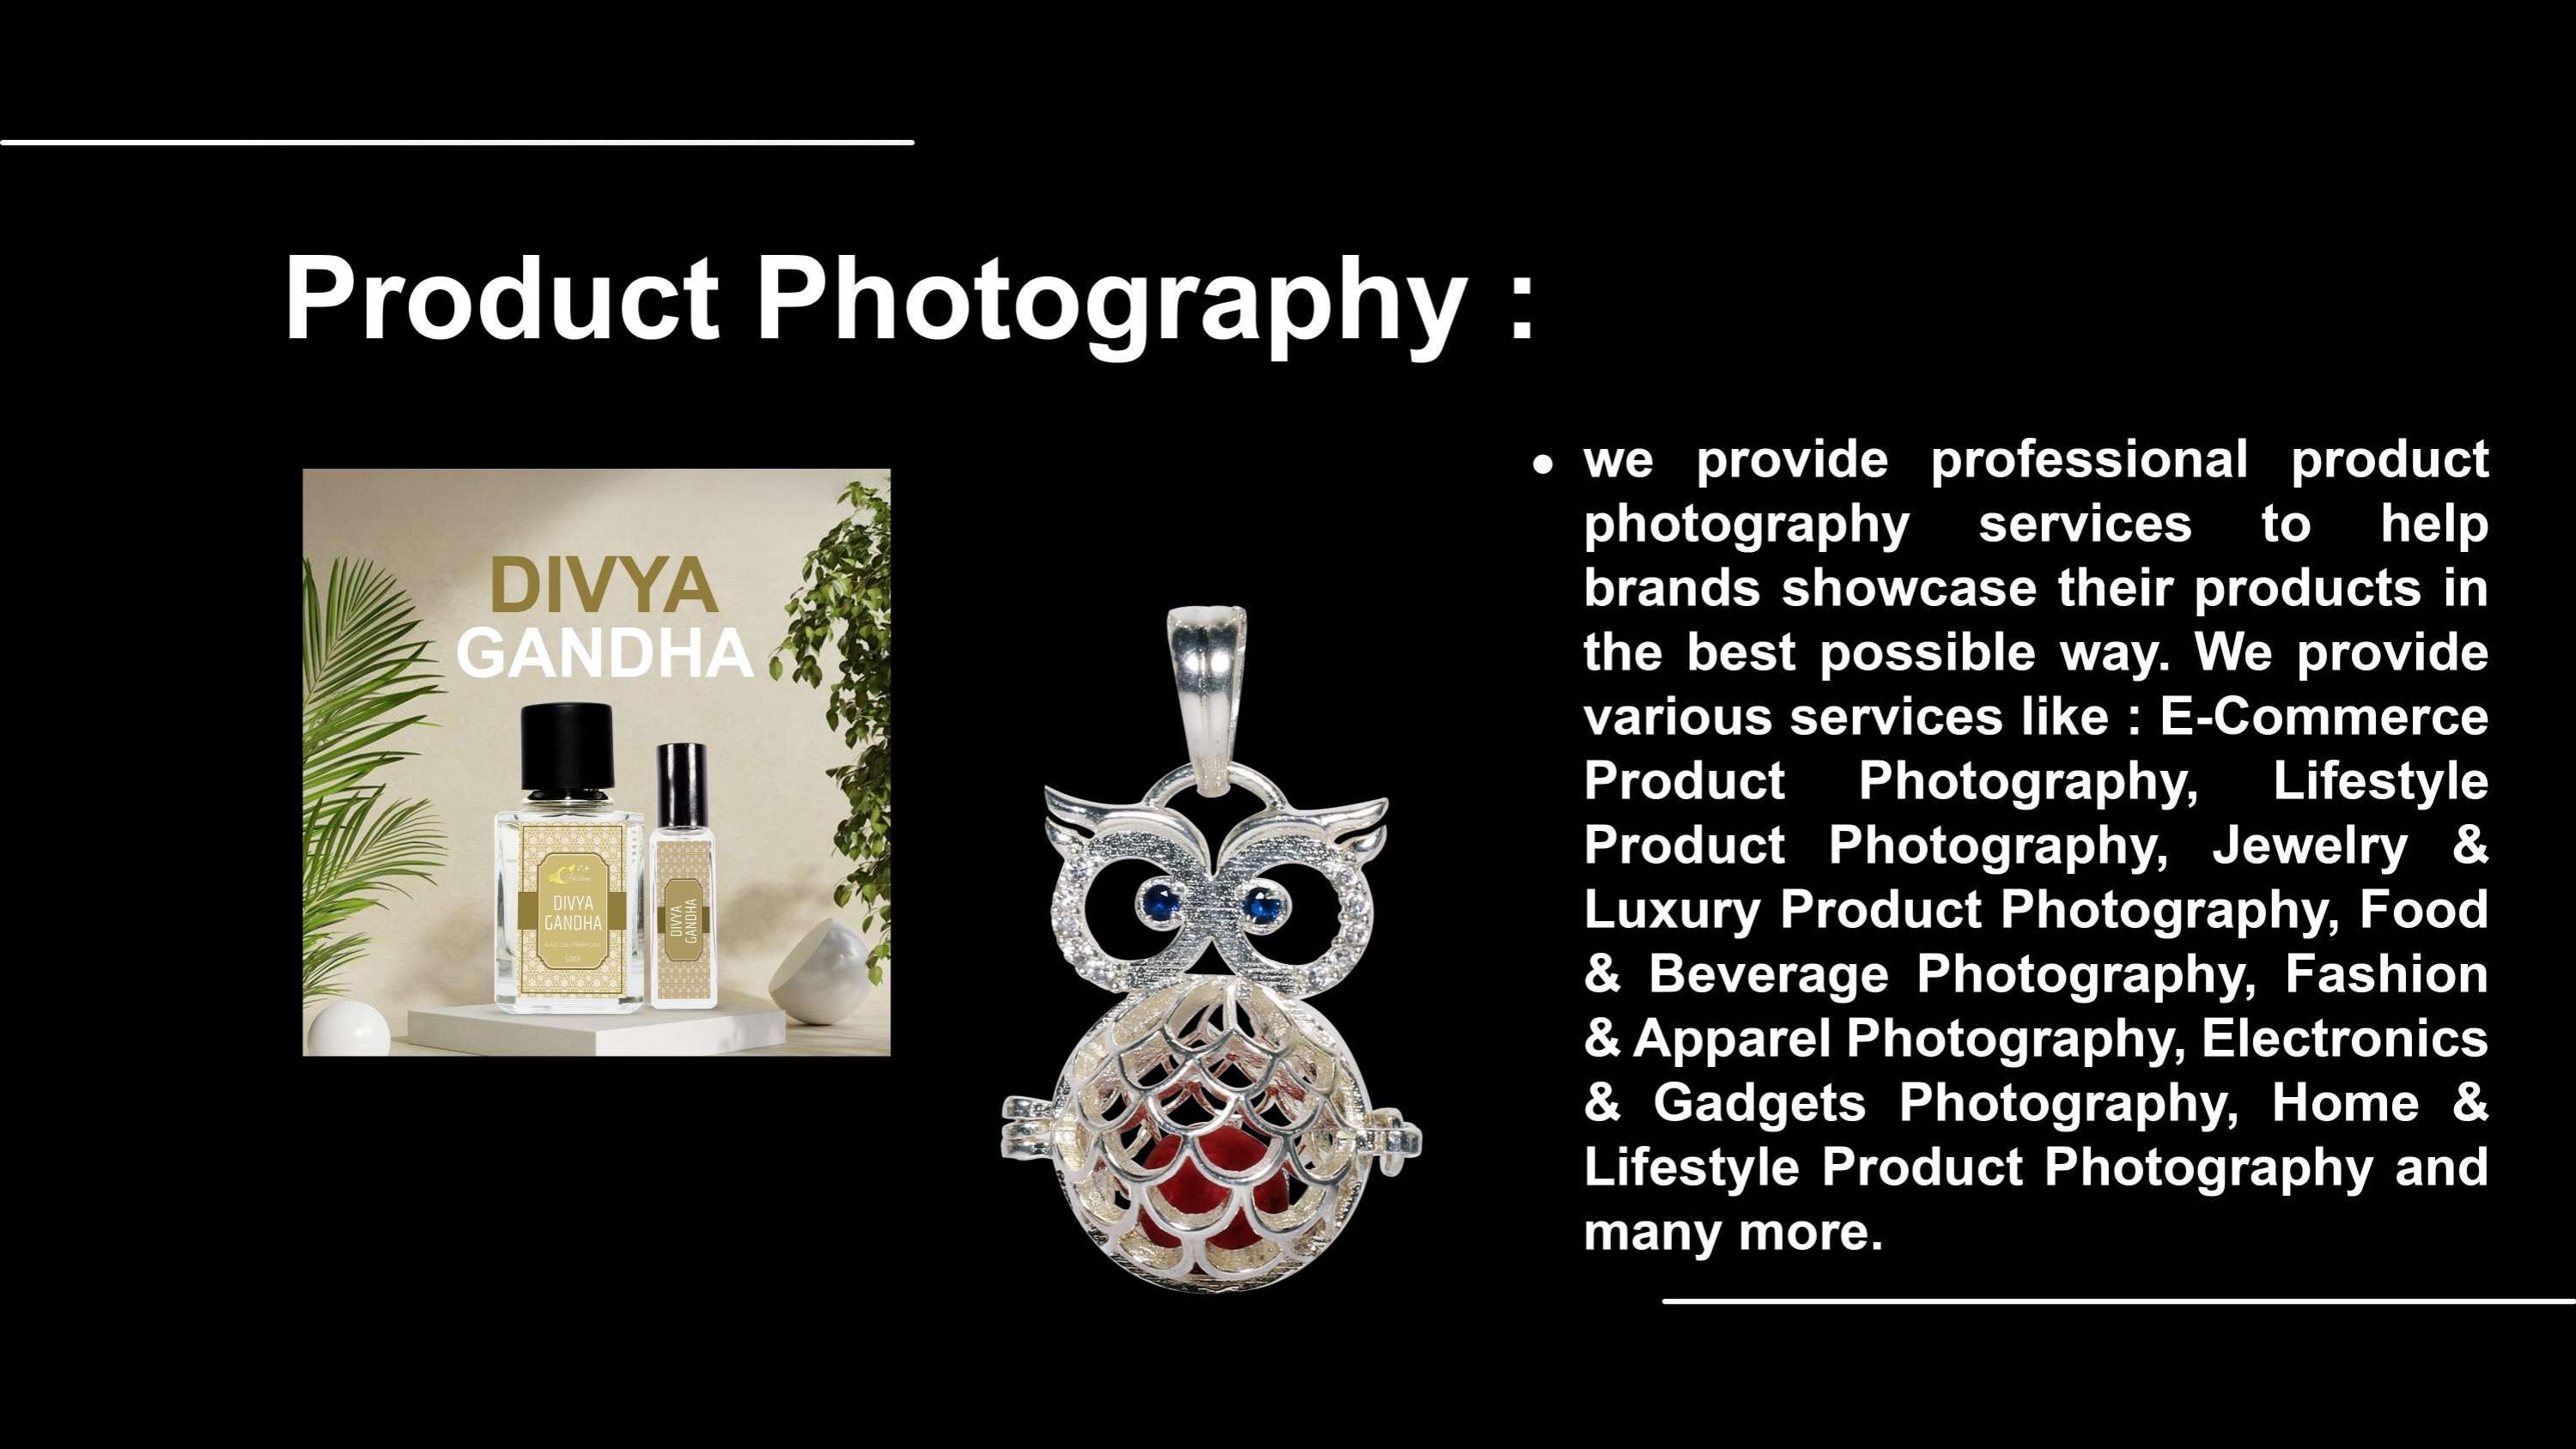 Product Photography :
DIVYA
GANDHA
DIVYA
GANDHA
EAU DE PERFUM
50ml
DIVYA
GANDHA
• we provide professional product
photography services to help
brands showcase their products in
the best possible way. We provide
various services like : E-Commerce
Product Photography, Lifestyle
Product Photography, Jewelry &
Luxury Product Photography, Food
& Beverage Photography, Fashion
& Apparel Photography, Electronics
& Gadgets Photography, Home &
Lifestyle Product Photography and
many more.